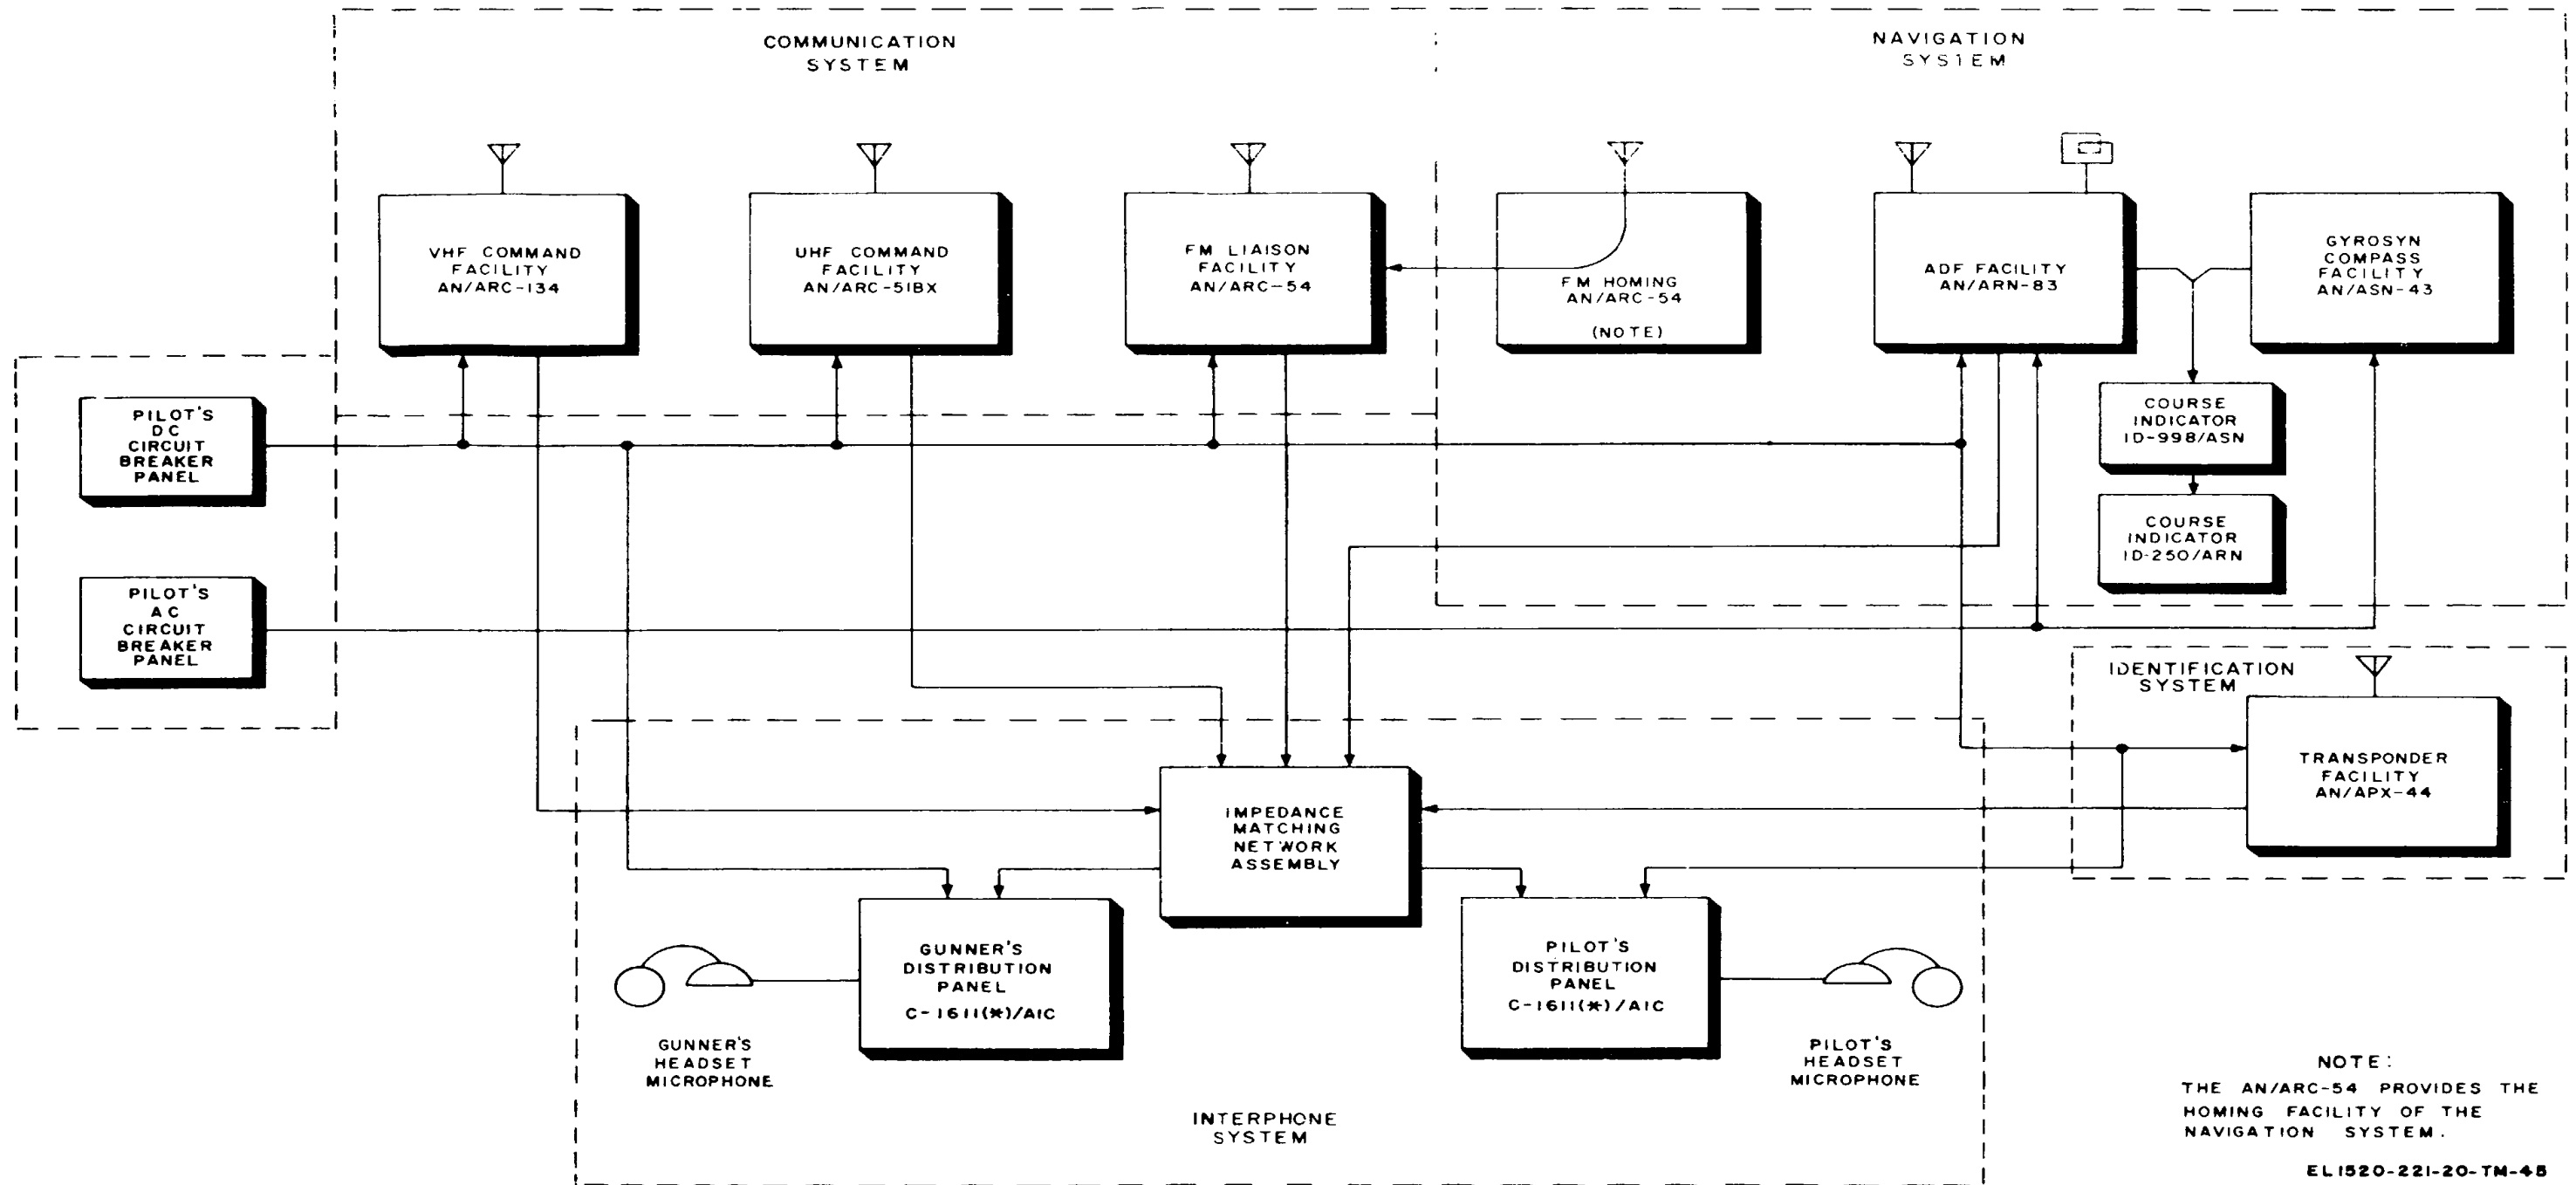 COMMUNICATION
SYSTEM
NAVIGATION
SYSTEM
VHF COMMAND
FACILITY
AN/ARC-134
UHF COMMAND
FACILITY
AN/ARC-51BX
FM LIAISON
FACILITY
AN/ARC-54
FM HOMING
AN/ARC-54
(NOTE)
ADF FACILITY
AN/ARN-83
GYROSYN
COMPASS
FACILITY
AN/ASN-43
PILOT'S
DC
CIRCUIT
BREAKER
PANEL
COURSE
INDICATOR
ID-998/ASN
COURSE
INDICATOR
ID-250/ARN
PILOT'S
AC
CIRCUIT
BREAKER
PANEL
IDENTIFICATION
SYSTEM
TRANSPONDER
FACILITY
AN/APX-44
IMPEDANCE
MATCHING
NETWORK
ASSEMBLY
GUNNER'S
DISTRIBUTION
PANEL
C-1611(*)/AIC
PILOT'S
DISTRIBUTION
PANEL
C-1611(*)/AIC
GUNNER'S
HEADSET
MICROPHONE
PILOT'S
HEADSET
MICROPHONE
INTERPHONE
SYSTEM
NOTE:
THE AN/ARC-54 PROVIDES THE
HOMING FACILITY OF THE
NAVIGATION SYSTEM.
EL1520-221-20-TM-45